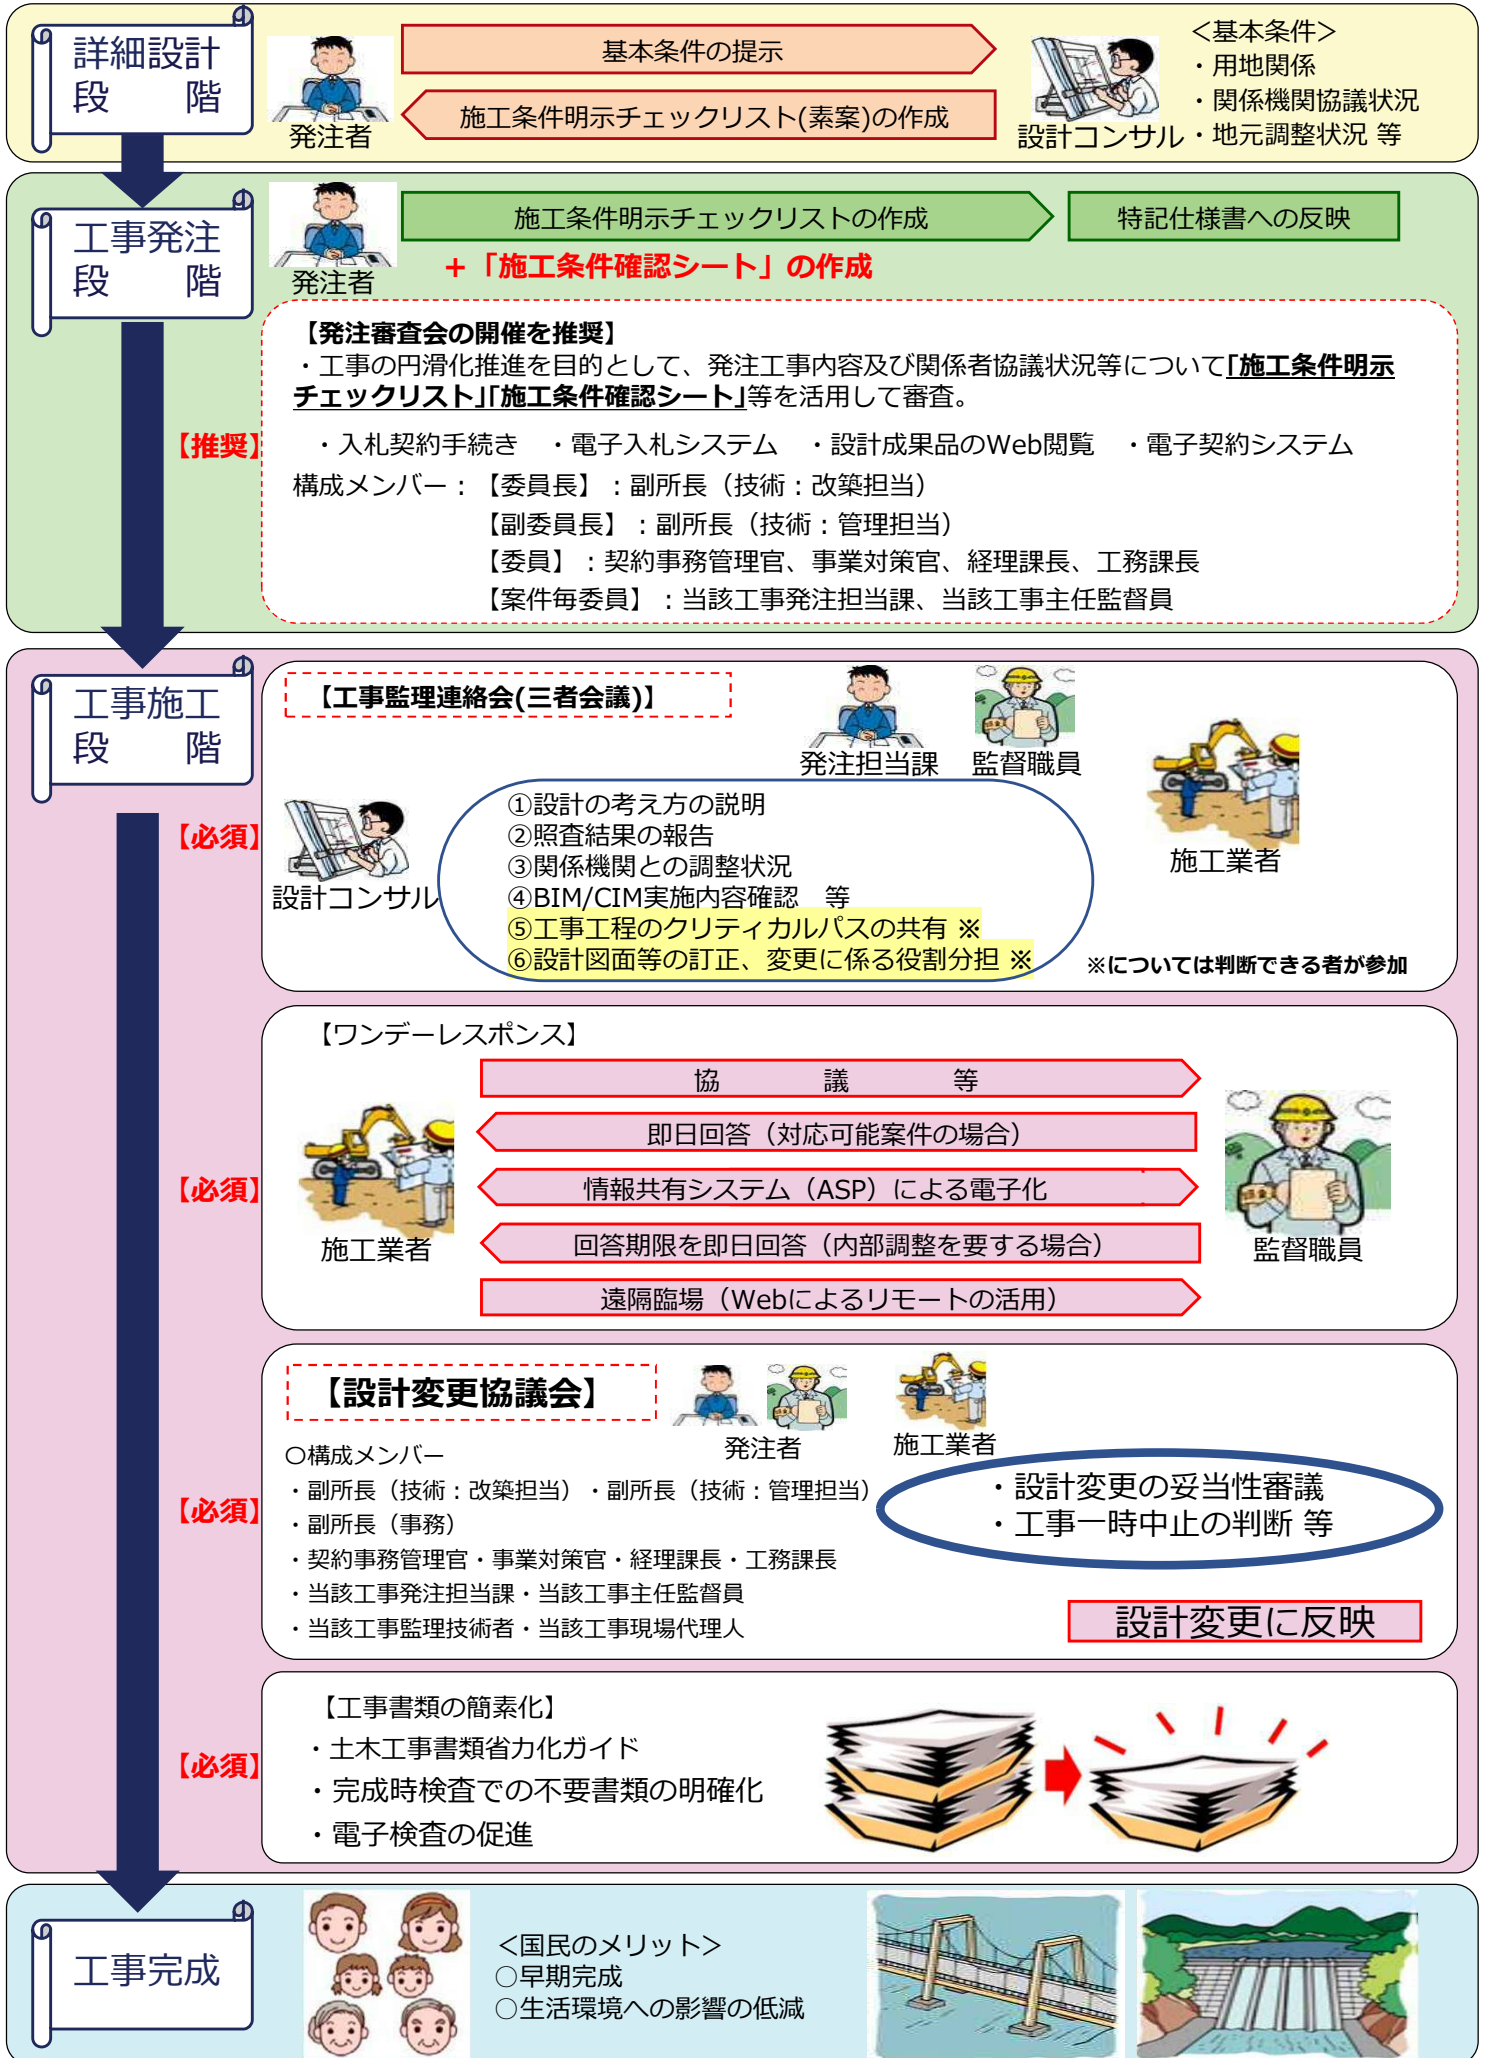 詳細設計
段　　階
発注者
基本条件の提示
施工条件明示チェックリスト(素案)の作成
設計コンサル
＜基本条件＞
・用地関係
・関係機関協議状況
・地元調整状況 等
工事発注
段　　階
発注者
施工条件明示チェックリストの作成
特記仕様書への反映
＋「施工条件確認シート」の作成
【推奨】
【発注審査会の開催を推奨】
・工事の円滑化推進を目的として、発注工事内容及び関係者協議状況等について「施工条件明示
チェックリスト」「施工条件確認シート」等を活用して審査。
・入札契約手続き　・電子入札システム　・設計成果品のWeb閲覧　・電子契約システム
構成メンバー：【委員長】：副所長（技術：改築担当）
【副委員長】：副所長（技術：管理担当）
【委員】：契約事務管理官、事業対策官、経理課長、工務課長
【案件毎委員】：当該工事発注担当課、当該工事主任監督員
工事施工
段　　階
【必須】
【工事監理連絡会(三者会議)】
発注担当課
監督職員
施工業者
設計コンサル
①設計の考え方の説明
②照査結果の報告
③関係機関との調整状況
④BIM/CIM実施内容確認　等
⑤工事工程のクリティカルパスの共有 ※
⑥設計図面等の訂正、変更に係る役割分担 ※
※については判断できる者が参加
【必須】
【ワンデーレスポンス】
協　　　　議　　　　等
即日回答（対応可能案件の場合）
情報共有システム（ASP）による電子化
回答期限を即日回答（内部調整を要する場合）
遠隔臨場（Webによるリモートの活用）
施工業者
監督職員
【必須】
【設計変更協議会】
発注者
施工業者
〇構成メンバー
・副所長（技術：改築担当）・副所長（技術：管理担当）
・副所長（事務）
・契約事務管理官・事業対策官・経理課長・工務課長
・当該工事発注担当課・当該工事主任監督員
・当該工事監理技術者・当該工事現場代理人
・設計変更の妥当性審議
・工事一時中止の判断 等
設計変更に反映
【必須】
【工事書類の簡素化】
・土木工事書類省力化ガイド
・完成時検査での不要書類の明確化
・電子検査の促進
工事完成
＜国民のメリット＞
○早期完成
○生活環境への影響の低減